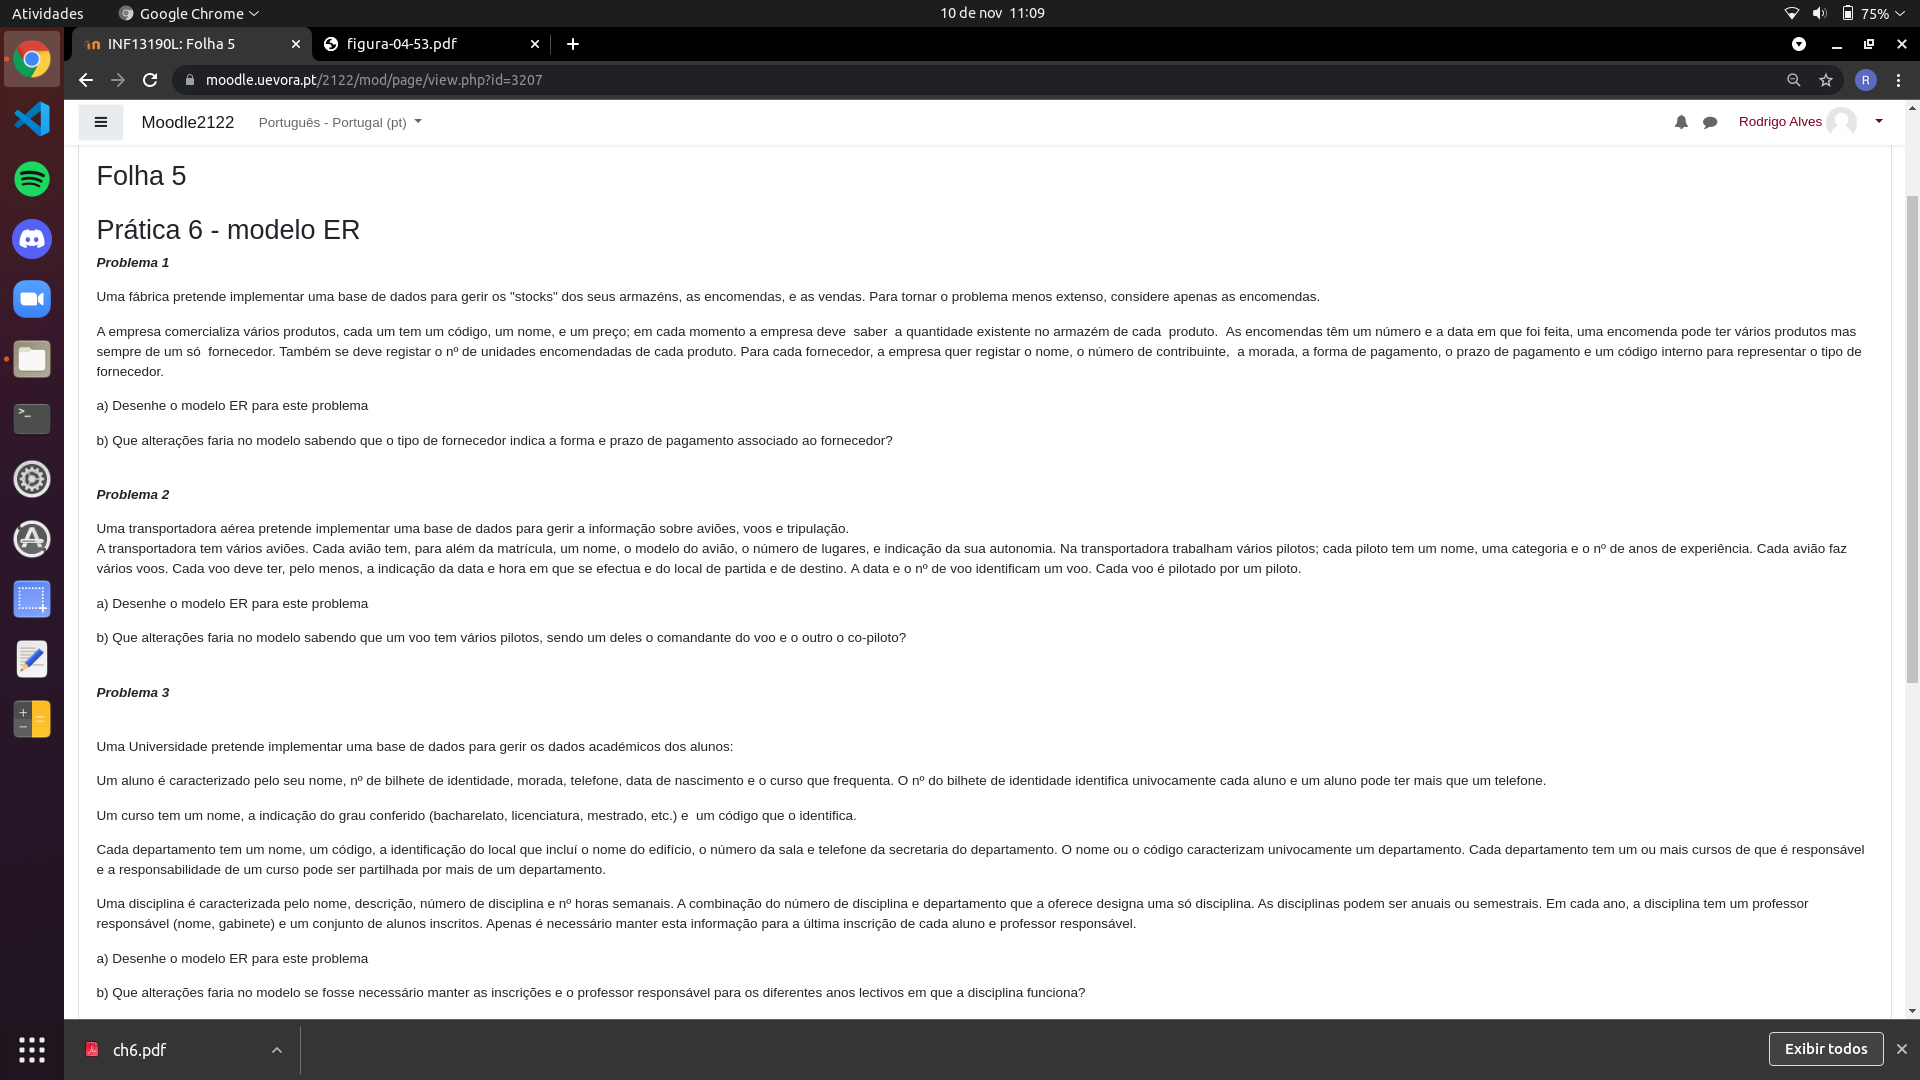 Atividades
Google Chrome
10 de nov  11:09
75%
INF13190L: Folha 5
figura-04-53.pdf
moodle.uevora.pt/2122/mod/page/view.php?id=3207
R
Moodle2122
Português - Portugal (pt)
Rodrigo Alves
Folha 5
Prática 6 - modelo ER
Problema 1
Uma fábrica pretende implementar uma base de dados para gerir os "stocks" dos seus armazéns, as encomendas, e as vendas. Para tornar o problema menos extenso, considere apenas as encomendas.
A empresa comercializa vários produtos, cada um tem um código, um nome, e um preço; em cada momento a empresa deve  saber  a quantidade existente no armazém de cada  produto.  As encomendas têm um número e a data em que foi feita, uma encomenda pode ter vários produtos mas
sempre de um só  fornecedor. Também se deve registar o nº de unidades encomendadas de cada produto. Para cada fornecedor, a empresa quer registar o nome, o número de contribuinte,  a morada, a forma de pagamento, o prazo de pagamento e um código interno para representar o tipo de
fornecedor.
a) Desenhe o modelo ER para este problema
b) Que alterações faria no modelo sabendo que o tipo de fornecedor indica a forma e prazo de pagamento associado ao fornecedor?
Problema 2
Uma transportadora aérea pretende implementar uma base de dados para gerir a informação sobre aviões, voos e tripulação.
A transportadora tem vários aviões. Cada avião tem, para além da matrícula, um nome, o modelo do avião, o número de lugares, e indicação da sua autonomia. Na transportadora trabalham vários pilotos; cada piloto tem um nome, uma categoria e o nº de anos de experiência. Cada avião faz
vários voos. Cada voo deve ter, pelo menos, a indicação da data e hora em que se efectua e do local de partida e de destino. A data e o nº de voo identificam um voo. Cada voo é pilotado por um piloto.
a) Desenhe o modelo ER para este problema
b) Que alterações faria no modelo sabendo que um voo tem vários pilotos, sendo um deles o comandante do voo e o outro o co-piloto?
Problema 3
Uma Universidade pretende implementar uma base de dados para gerir os dados académicos dos alunos:
Um aluno é caracterizado pelo seu nome, nº de bilhete de identidade, morada, telefone, data de nascimento e o curso que frequenta. O nº do bilhete de identidade identifica univocamente cada aluno e um aluno pode ter mais que um telefone.
Um curso tem um nome, a indicação do grau conferido (bacharelato, licenciatura, mestrado, etc.) e  um código que o identifica.
Cada departamento tem um nome, um código, a identificação do local que incluí o nome do edifício, o número da sala e telefone da secretaria do departamento. O nome ou o código caracterizam univocamente um departamento. Cada departamento tem um ou mais cursos de que é responsável
e a responsabilidade de um curso pode ser partilhada por mais de um departamento.
Uma disciplina é caracterizada pelo nome, descrição, número de disciplina e nº horas semanais. A combinação do número de disciplina e departamento que a oferece designa uma só disciplina. As disciplinas podem ser anuais ou semestrais. Em cada ano, a disciplina tem um professor
responsável (nome, gabinete) e um conjunto de alunos inscritos. Apenas é necessário manter esta informação para a última inscrição de cada aluno e professor responsável.
a) Desenhe o modelo ER para este problema
b) Que alterações faria no modelo se fosse necessário manter as inscrições e o professor responsável para os diferentes anos lectivos em que a disciplina funciona?
ch6.pdf
Exibir todos